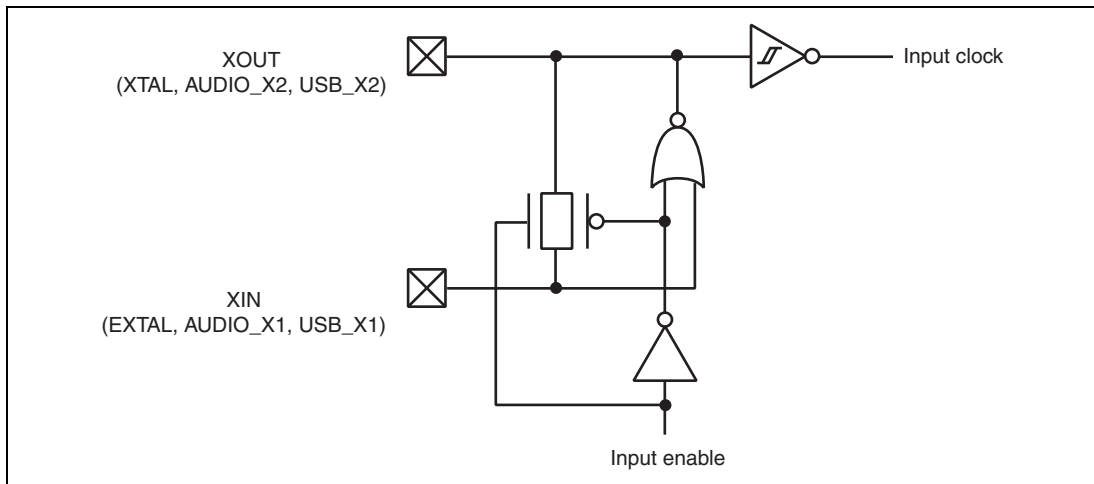 XOUT
(XTAL, AUDIO_X2, USB_X2)
Input clock
XIN
(EXTAL, AUDIO_X1, USB_X1)
Input enable